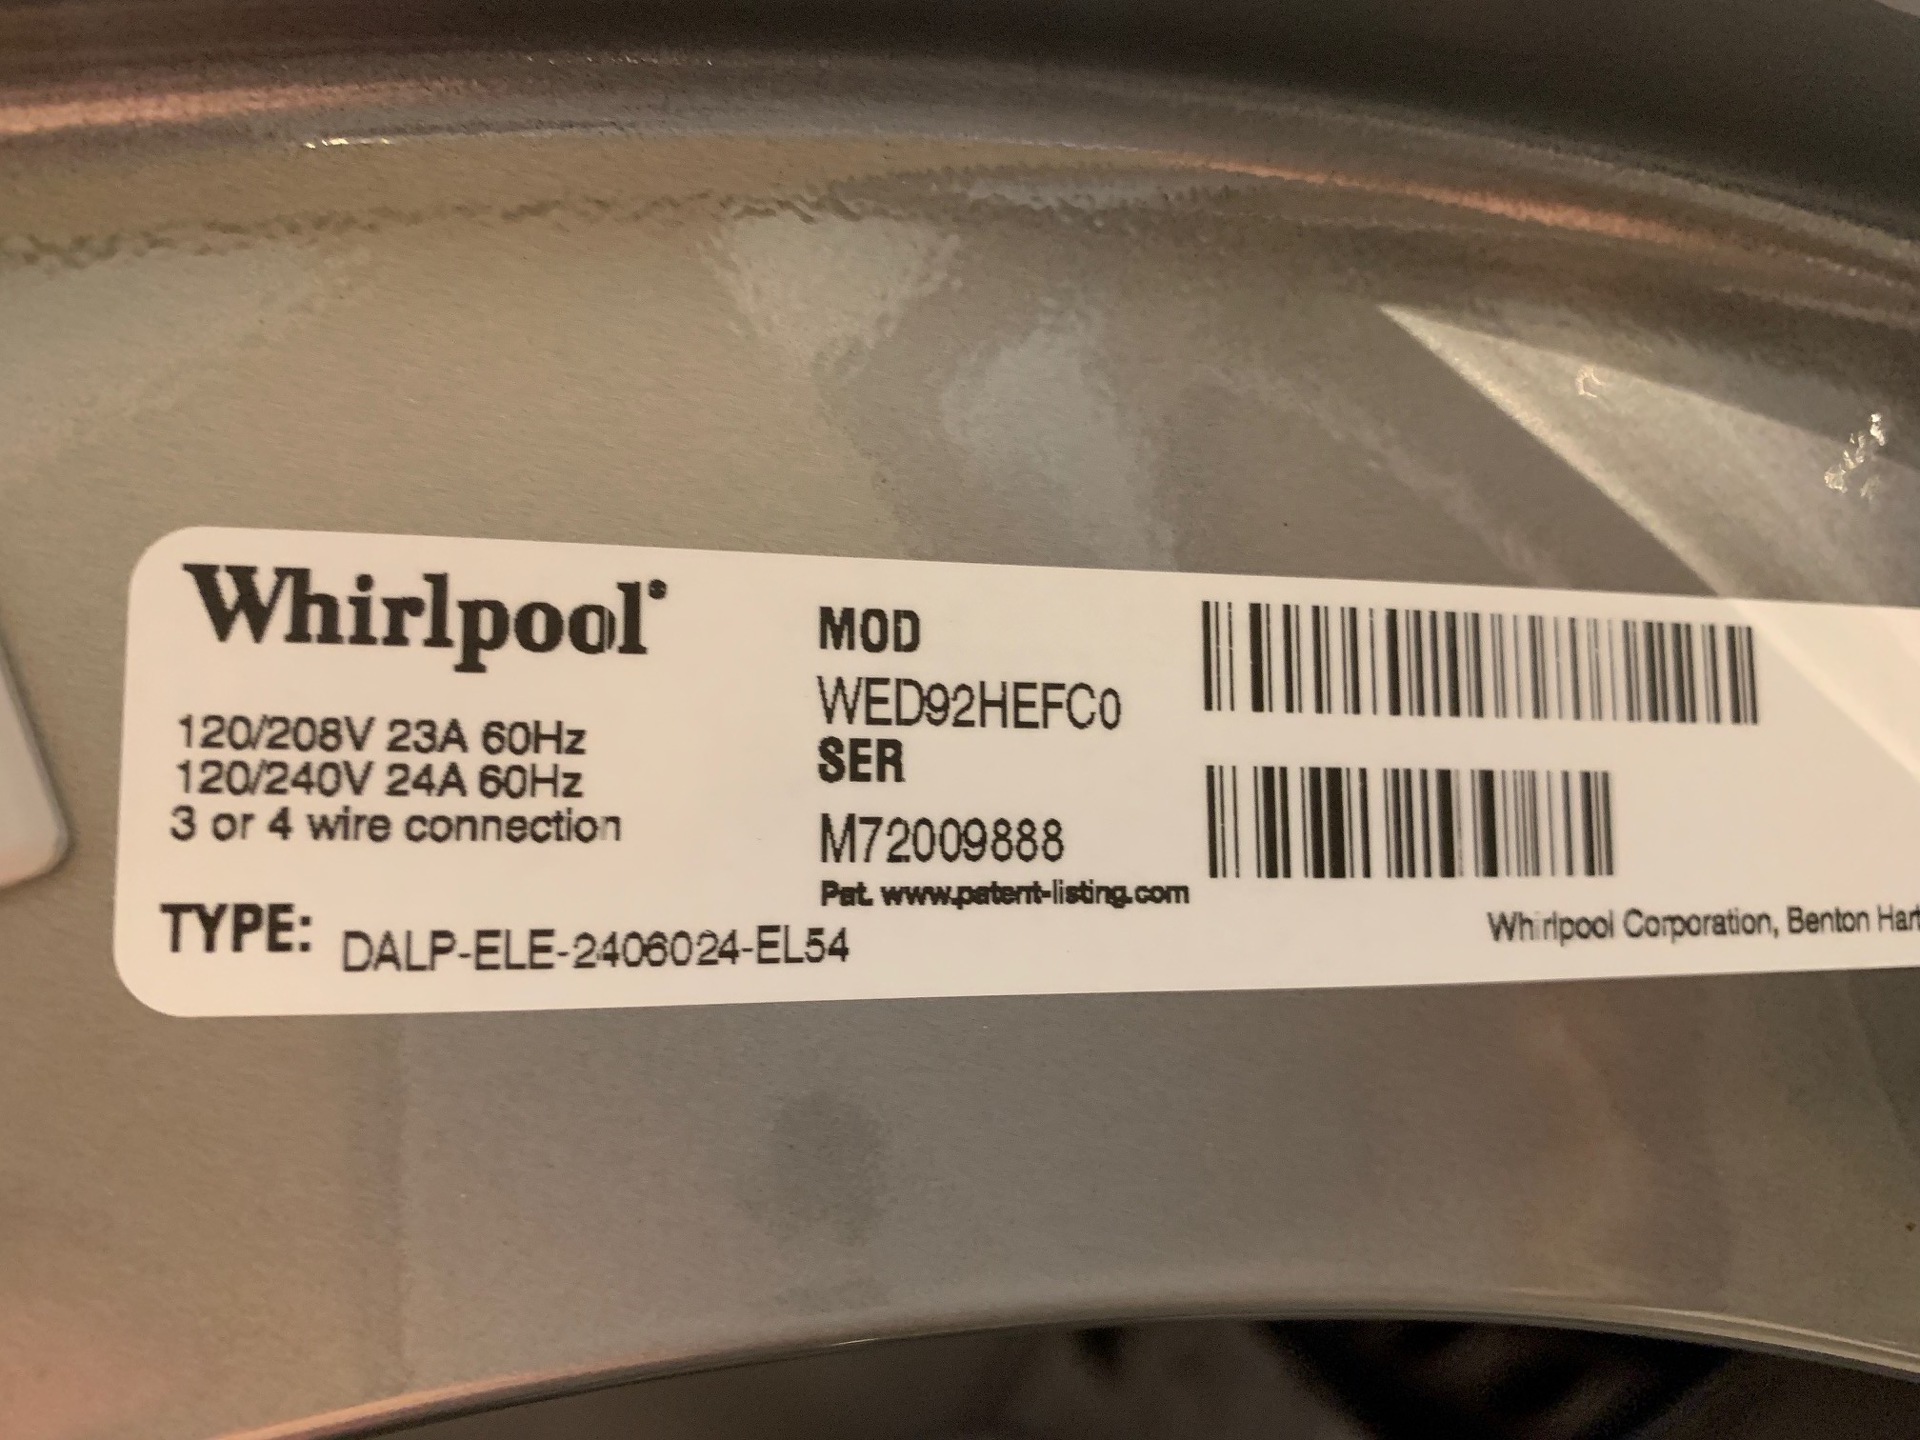 Whirlpool
120/208V 23A 60Hz
120/240V 24A 60Hz
3 or 4 wire connection
TYPE: DALP-ELE-2406024-EL54
MOD
WED92HEFC0
SER
M72009888
Pat. www.patent-listing.com
Whirlpool Corporation, Benton Har